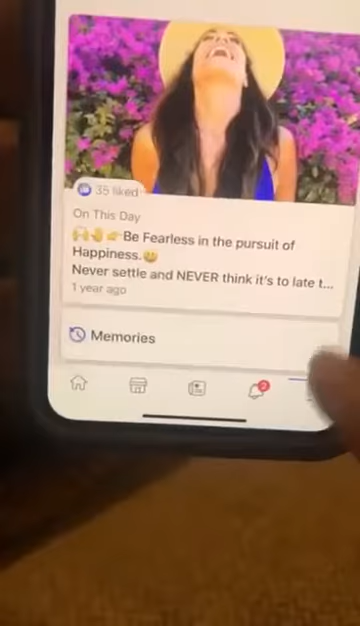 35 liked
On This Day
🙌🤚👉Be Fearless in the pursuit of
Happiness.😀
Never settle and NEVER think it's to late t...
1 year ago
Memories
2